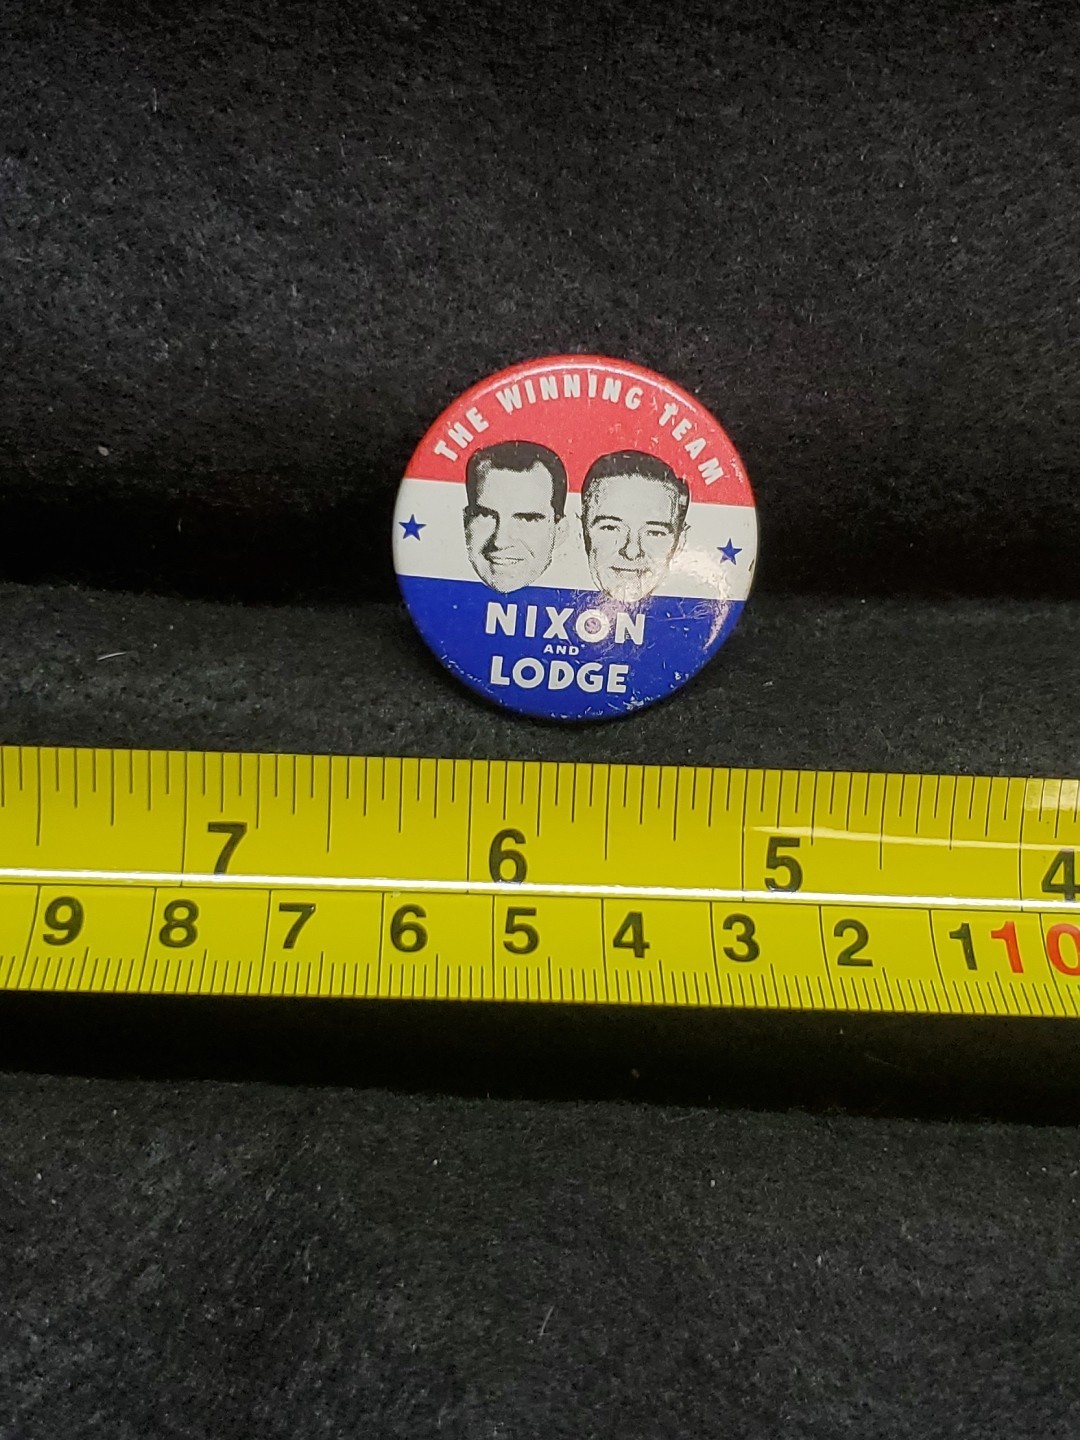 THE WINNING TEAM
NIXON
AND
LODGE
7 6 5 4
9 8 7 6 5 4 3 2 1 10